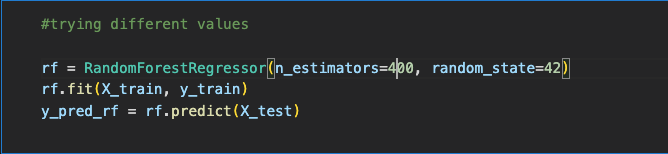 #trying different values
rf = RandomForestRegressor(n_estimators=400, random_state=42)
rf.fit(X_train, y_train)
y_pred_rf = rf.predict(X_test)